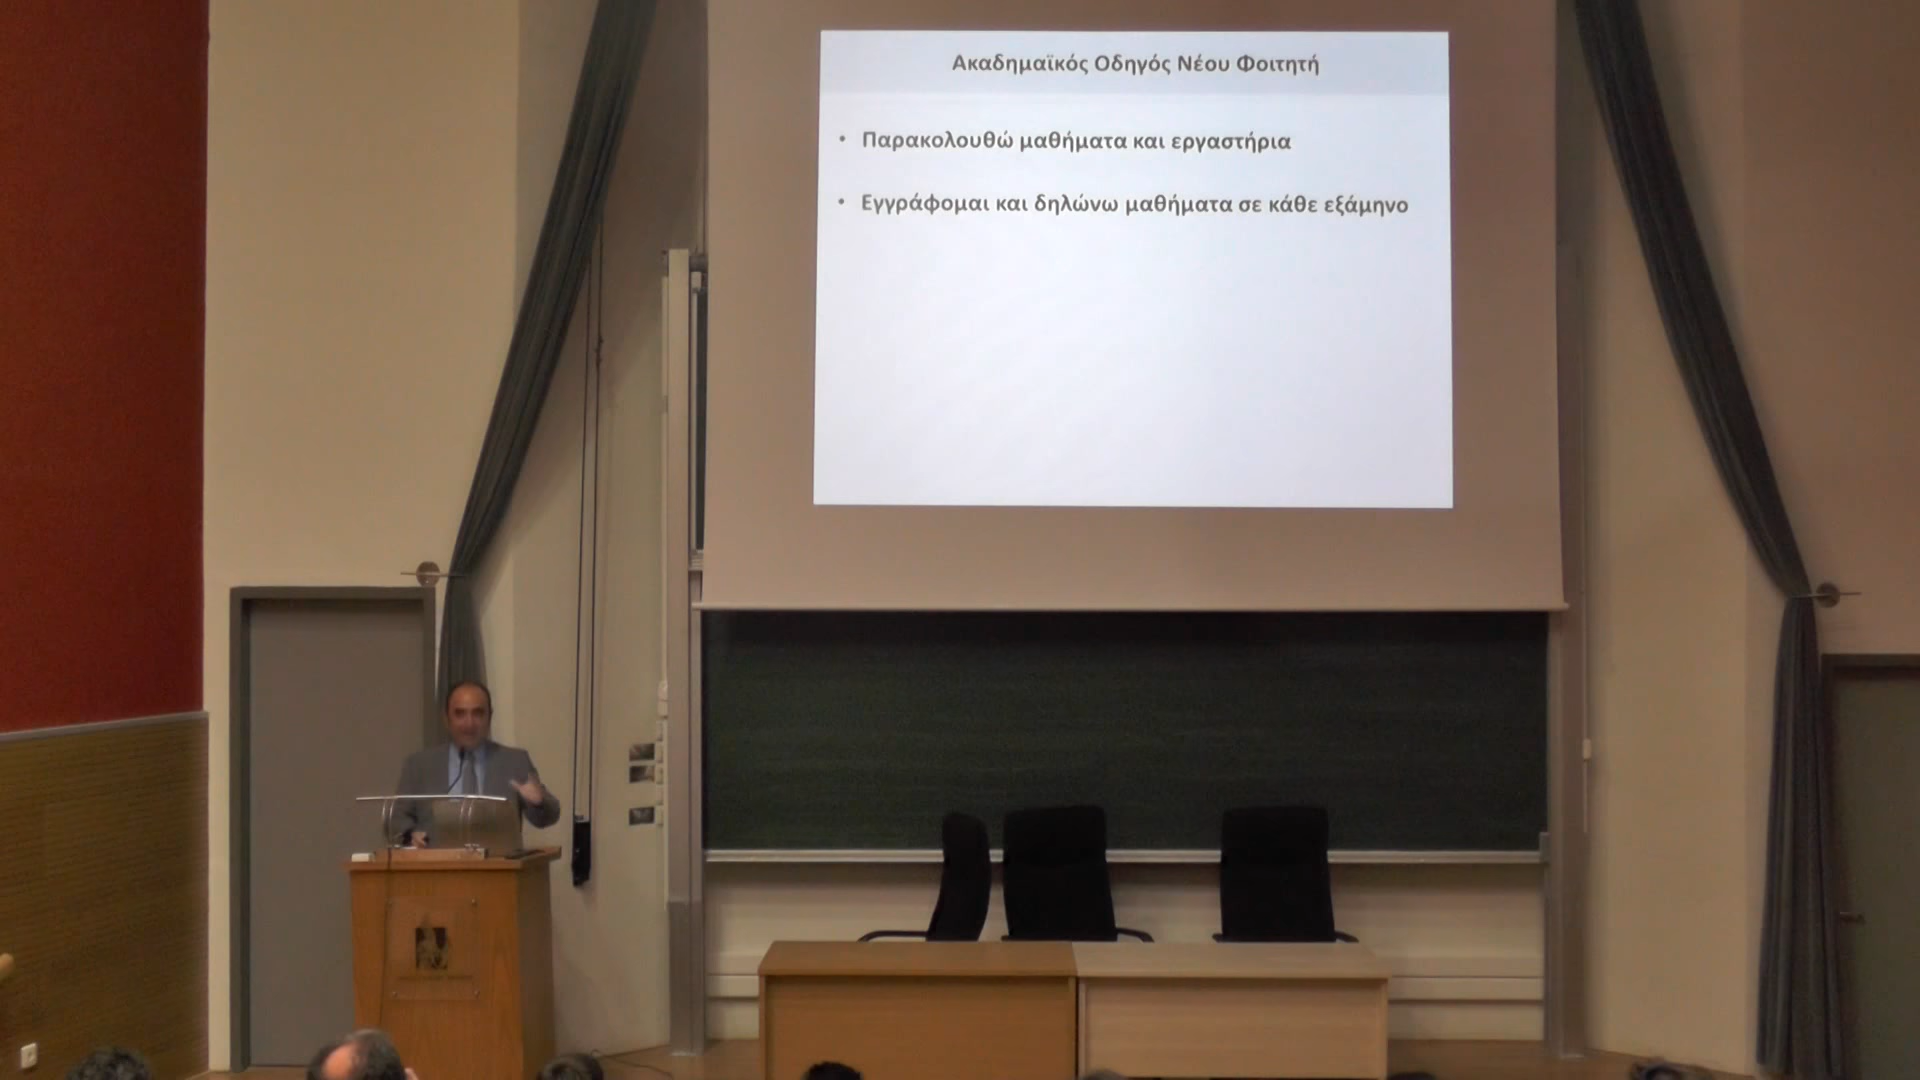 Ακαδημαϊκός Οδηγός Νέου Φοιτητή
• Παρακολουθώ μαθήματα και εργαστήρια
• Εγγράφομαι και δηλώνω μαθήματα σε κάθε εξάμηνο